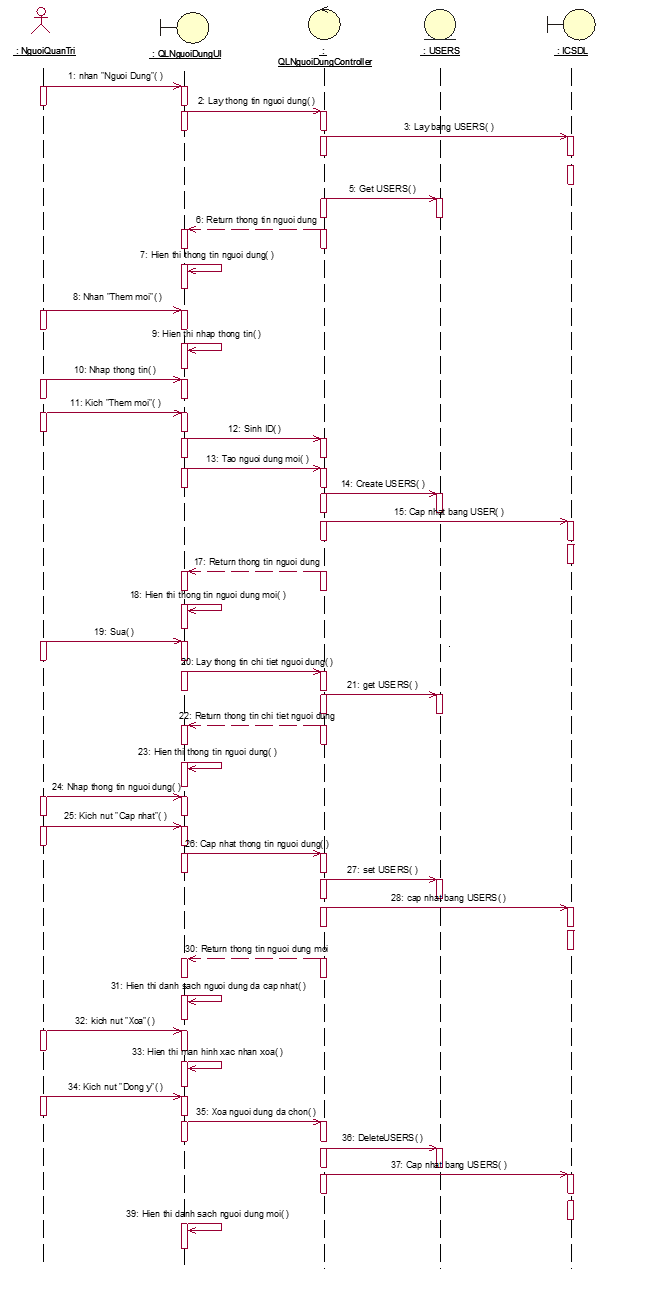 : NguoiQuanTri
: QLNguoiDungUI
:
QLNguoiDungController
: USERS
: ICSDL
1: nhan "Nguoi Dung"( )
2: Lay thong tin nguoi dung( )
3: Lay bang USERS( )
5: Get USERS( )
6: Return thong tin nguoi dung
7: Hien thi thong tin nguoi dung( )
8: Nhan "Them moi"( )
9: Hien thi nhap thong tin( )
10: Nhap thong tin( )
11: Kich "Them moi"( )
12: Sinh ID( )
13: Tao nguoi dung moi( )
14: Create USERS( )
15: Cap nhat bang USER( )
17: Return thong tin nguoi dung
18: Hien thi thong tin nguoi dung moi( )
19: Sua( )
20: Lay thong tin chi tiet nguoi dung( )
21: get USERS( )
22: Return thong tin chi tiet nguoi dung
23: Hien thi thong tin nguoi dung( )
24: Nhap thong tin nguoi dung( )
25: Kich nut "Cap nhat"( )
26: Cap nhat thong tin nguoi dung( )
27: set USERS( )
28: cap nhat bang USERS( )
30: Return thong tin nguoi dung moi
31: Hien thi danh sach nguoi dung da cap nhat( )
32: kich nut "Xoa"( )
33: Hien thi man hinh xac nhan xoa( )
34: Kich nut "Dong y"( )
35: Xoa nguoi dung da chon( )
36: DeleteUSERS( )
37: Cap nhat bang USERS( )
39: Hien thi danh sach nguoi dung moi( )